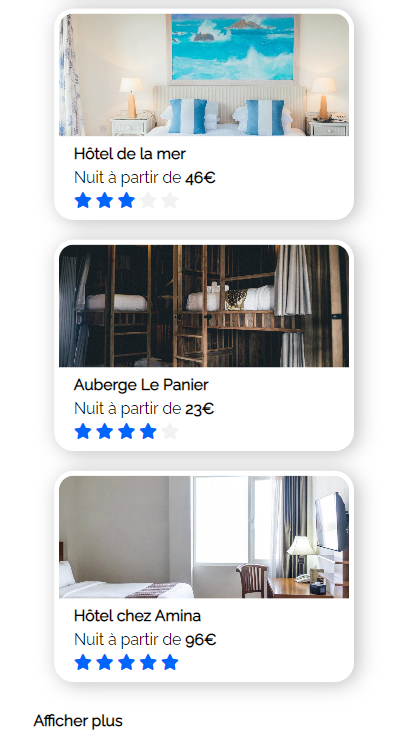 Hôtel de la mer
Nuit à partir de 46€
Auberge Le Panier
Nuit à partir de 23€
Hôtel chez Amina
Nuit à partir de 96€
Afficher plus